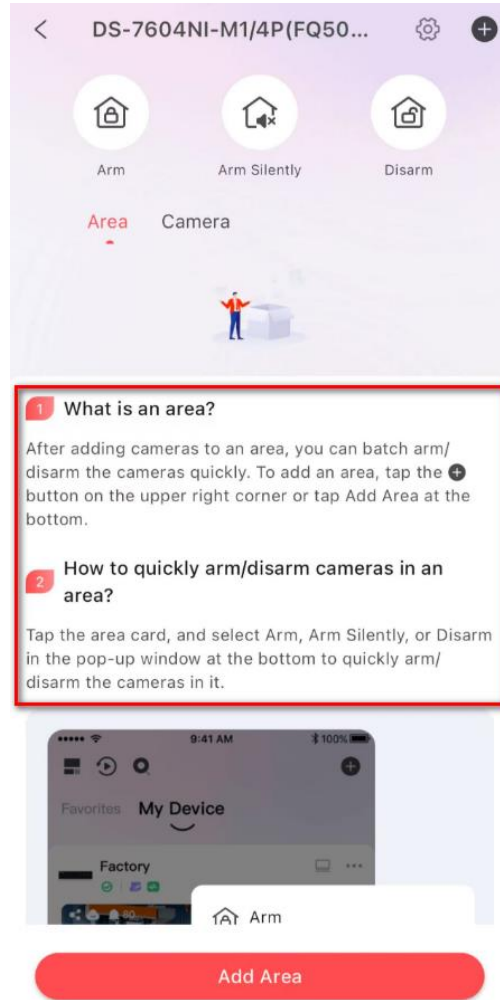 DS-7604NI-M1/4P(FQ50...
Arm Arm Silently Disarm
Area Camera
1 What is an area?
After adding cameras to an area, you can batch arm/
disarm the cameras quickly. To add an area, tap the
button on the upper right corner or tap Add Area at the
bottom.
2 How to quickly arm/disarm cameras in an
area?
Tap the area card, and select Arm, Arm Silently, or Disarm
in the pop-up window at the bottom to quickly arm/
disarm the cameras in it.
9:41 AM 100%
Favorites My Device
Factory
80
Arm
Add Area